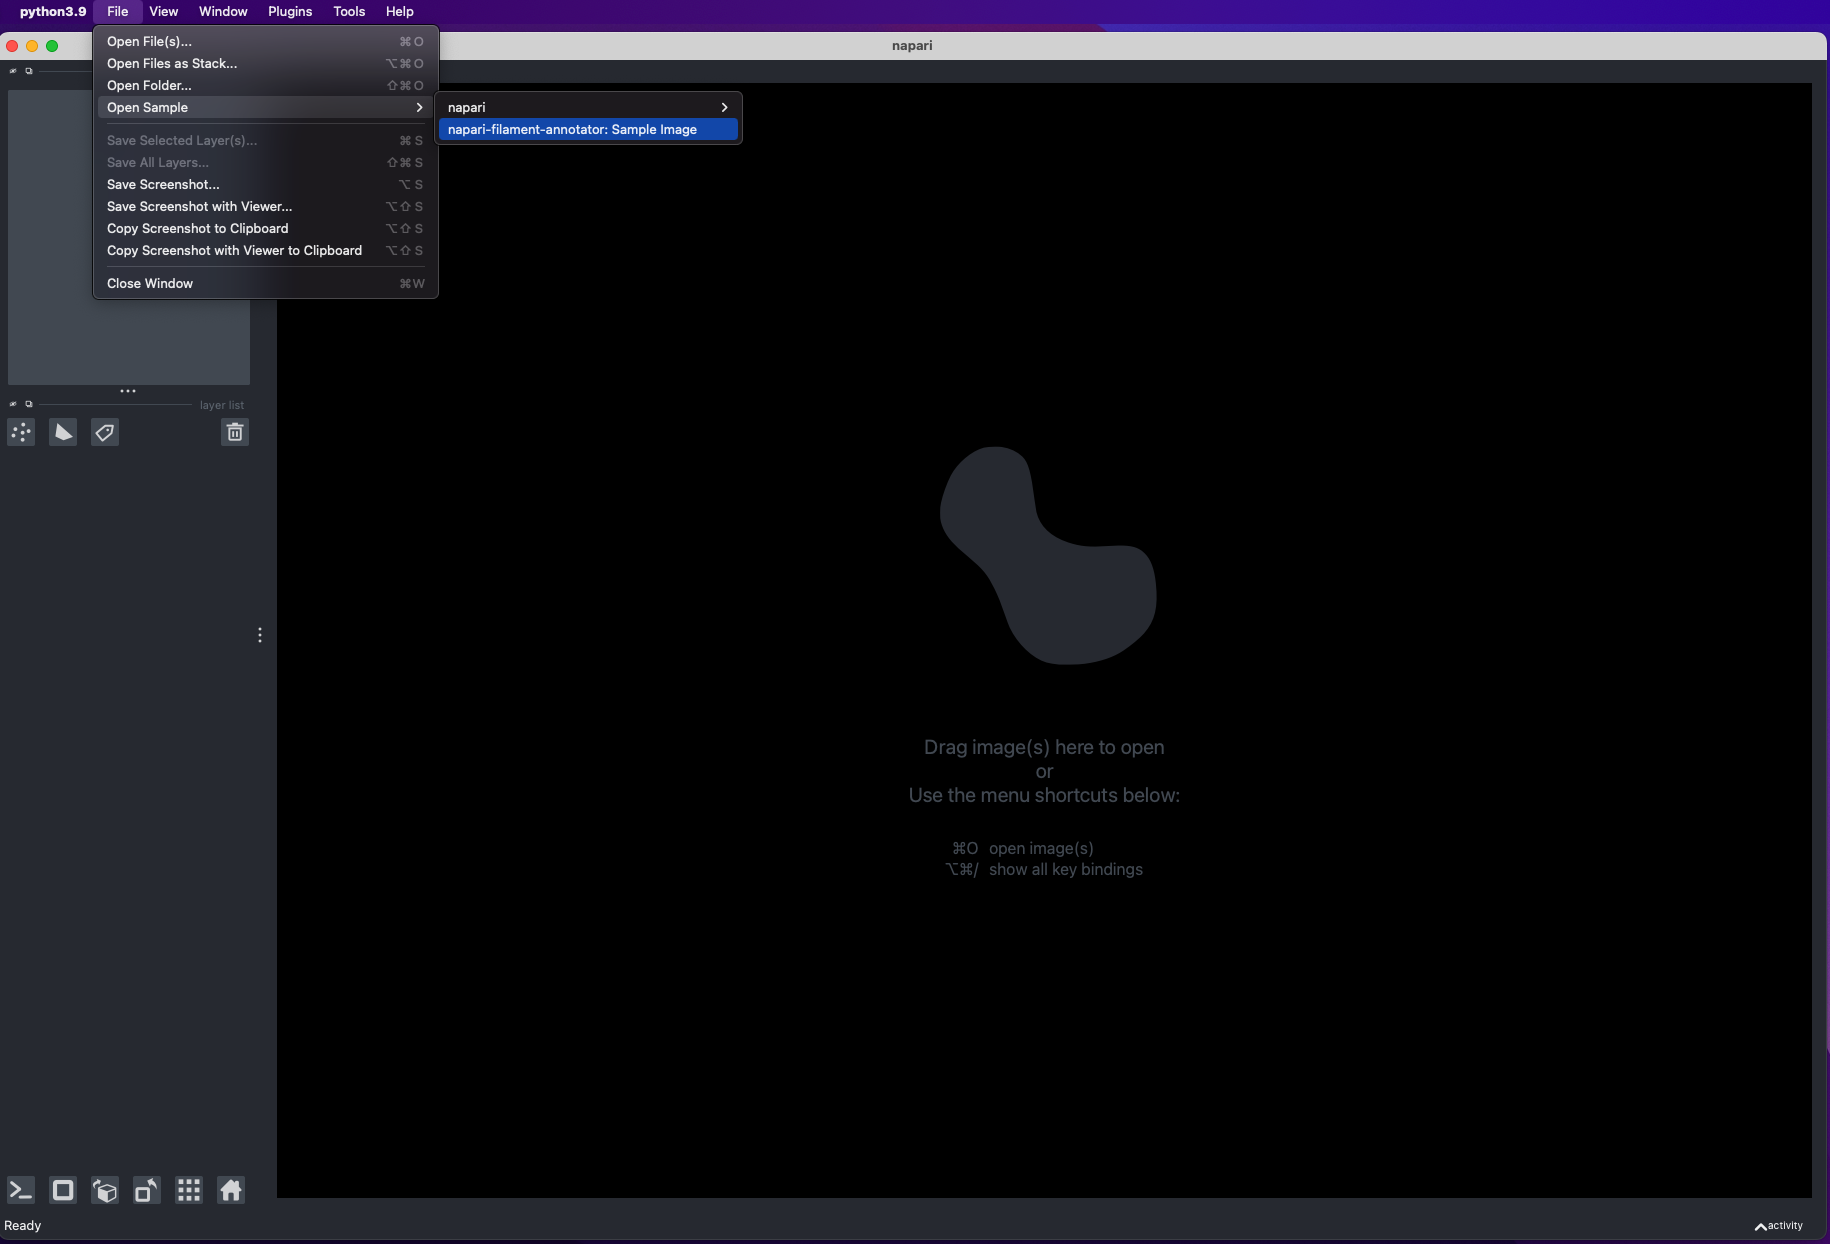 python3.9 File View Window Plugins Tools Help
napari
Open File(s)... ⌘O
Open Files as Stack... ⌥⌘O
Open Folder... ⇧⌘O
Open Sample
napari
napari-filament-annotator: Sample Image
Save Selected Layer(s)... ⌘S
Save All Layers... ⇧⌘S
Save Screenshot... ⌥S
Save Screenshot with Viewer... ⌥⇧S
Copy Screenshot to Clipboard ⌥⇧S
Copy Screenshot with Viewer to Clipboard ⌥⇧S
Close Window ⌘W
layer list
Drag image(s) here to open
or
Use the menu shortcuts below:
⌘O open image(s)
⌥⌘/ show all key bindings
Ready
activity